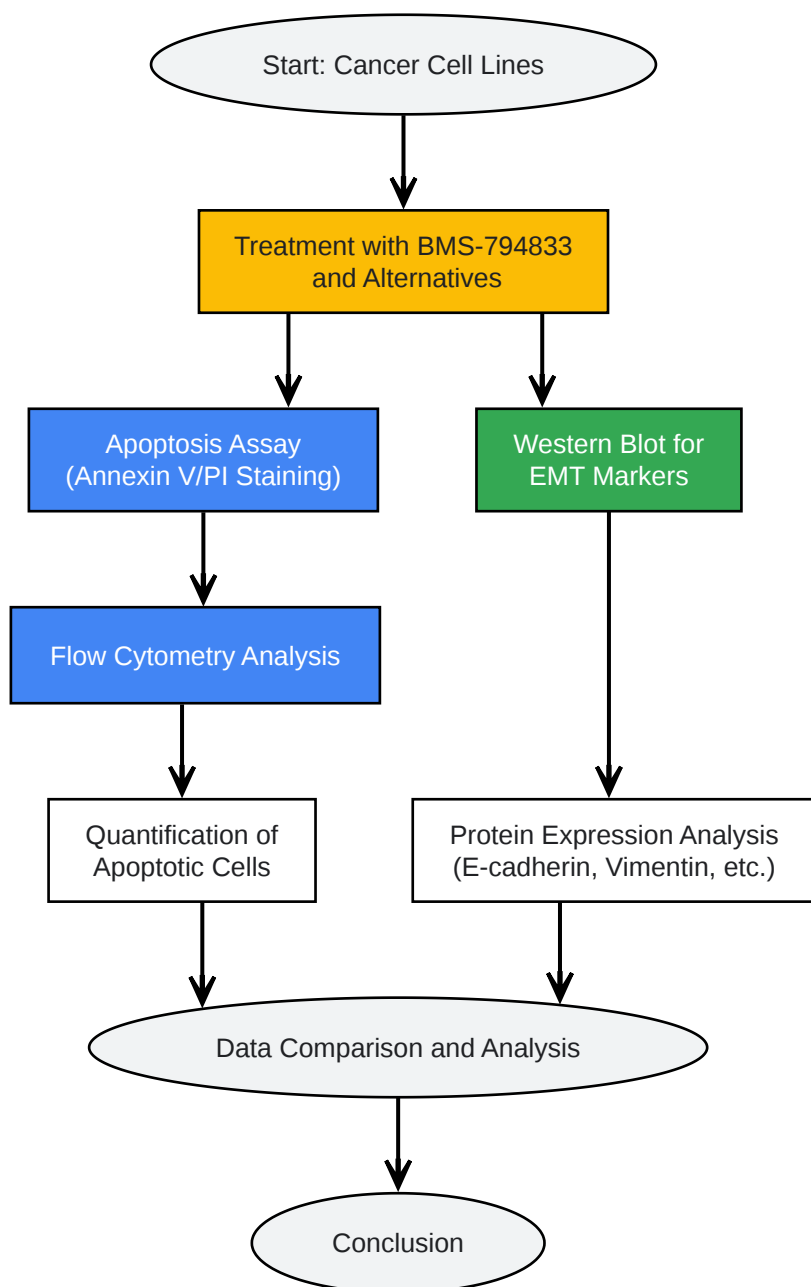 Start: Cancer Cell Lines
Treatment with BMS-794833
and Alternatives
Apoptosis Assay
(Annexin V/PI Staining)
Western Blot for
EMT Markers
Flow Cytometry Analysis
Quantification of
Apoptotic Cells
Protein Expression Analysis
(E-cadherin, Vimentin, etc.)
Data Comparison and Analysis
Conclusion